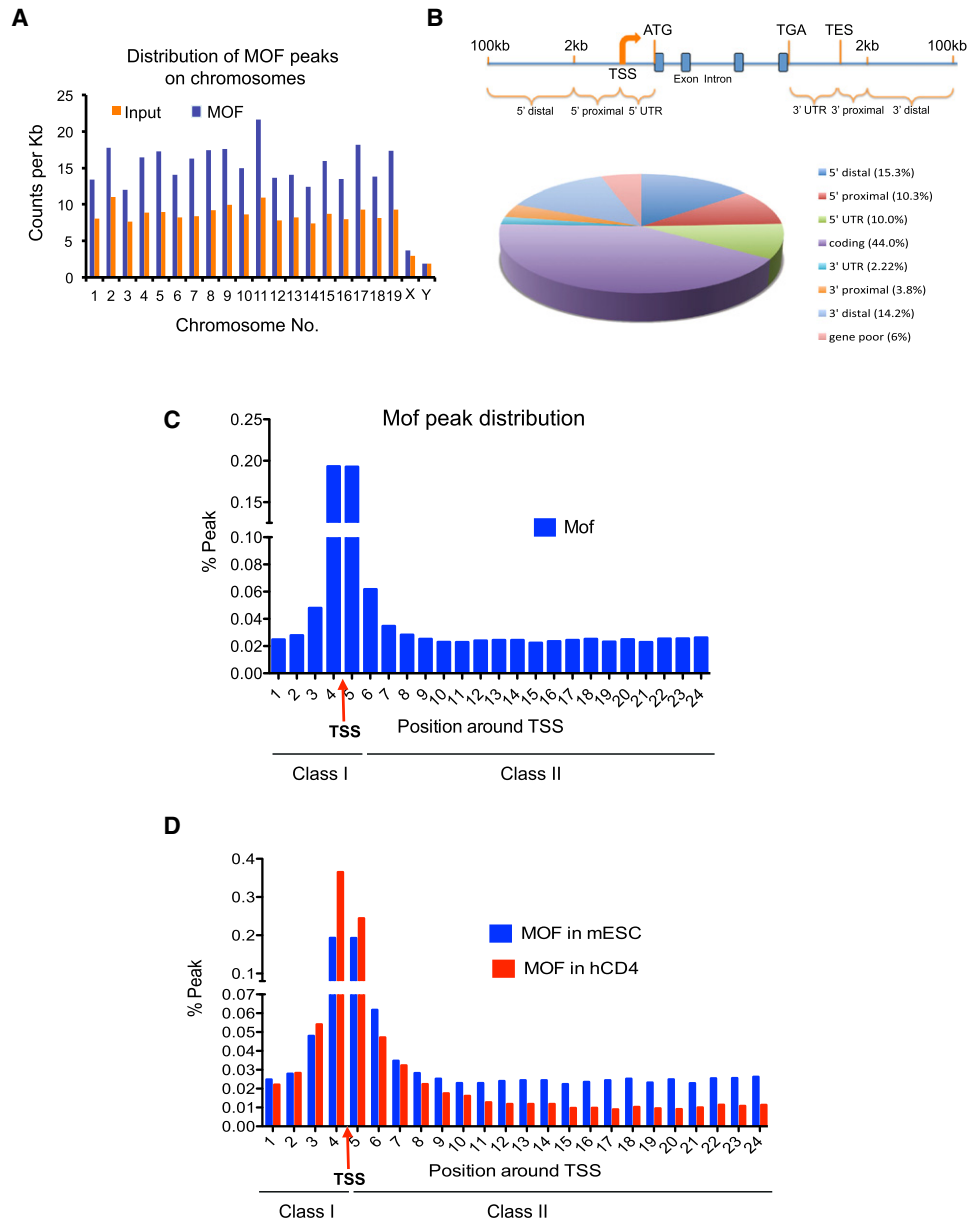 A
Distribution of MOF peaks
on chromosomes
25
20
15
10
5
0
Counts per Kb
Input
MOF
1 2 3 4 5 6 7 8 9 10 11 12 13 14 15 16 17 18 19 X Y
Chromosome No.
B
100kb 2kb ATG TGA TES 2kb 100kb
TSS
Exon Intron
5' distal 5' proximal 5' UTR 3' UTR 3' proximal 3' distal
5' distal (15.3%)
5' proximal (10.3%)
5' UTR (10.0%)
coding (44.0%)
3' UTR (2.22%)
3' proximal (3.8%)
3' distal (14.2%)
gene poor (6%)
C
Mof peak distribution
0.25
0.20
0.15
0.10
0.08
0.06
0.04
0.02
0.00
% Peak
Mof
1 2 3 4 5 6 7 8 9 10 11 12 13 14 15 16 17 18 19 20 21 22 23 24
TSS
Position around TSS
Class I Class II
D
0.4
0.3
0.2
0.1
0.07
0.06
0.05
0.04
0.03
0.02
0.01
0.00
% Peak
MOF in mESC
MOF in hCD4
1 2 3 4 5 6 7 8 9 10 11 12 13 14 15 16 17 18 19 20 21 22 23 24
TSS
Position around TSS
Class I Class II